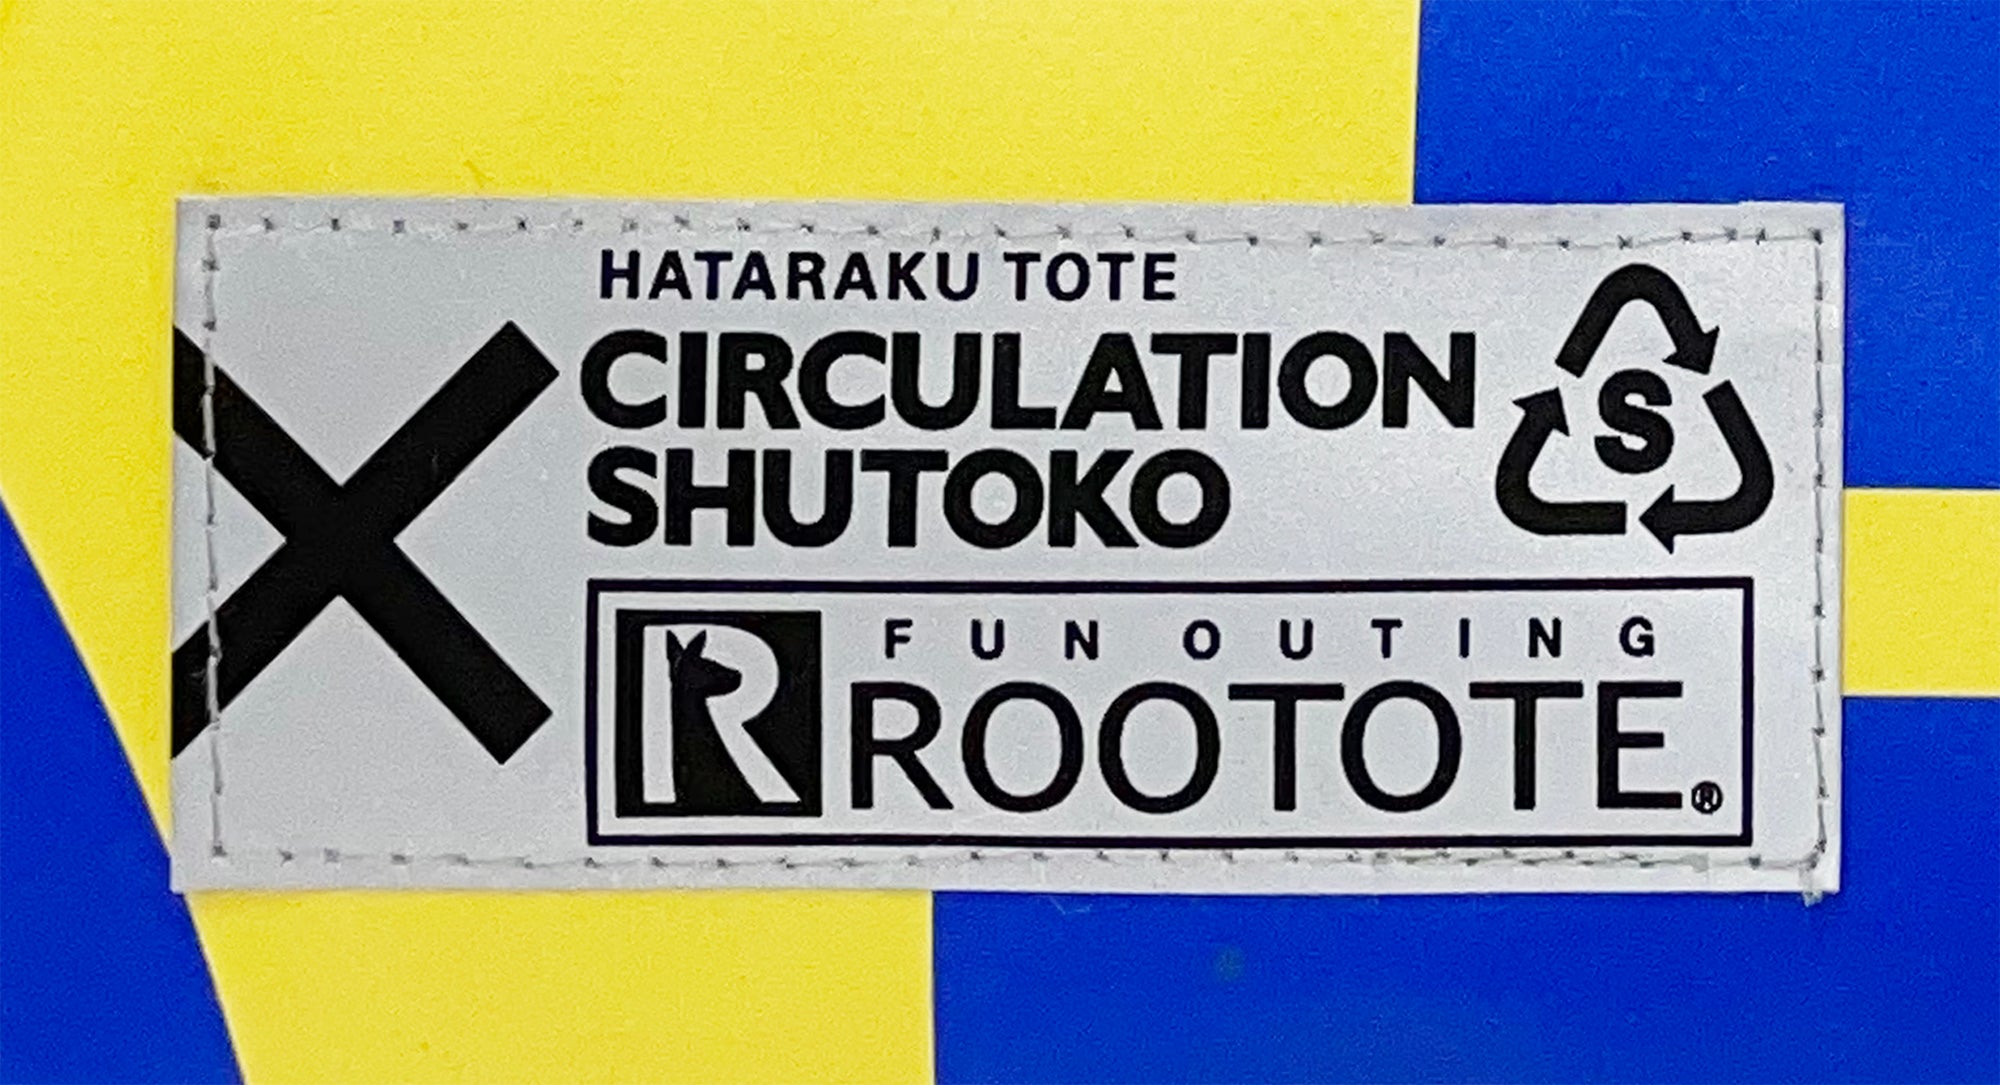 HATARAKU TOTE
CIRCULATION
SHUTOKO
S
FUN OUTING
R ROOTOTE®